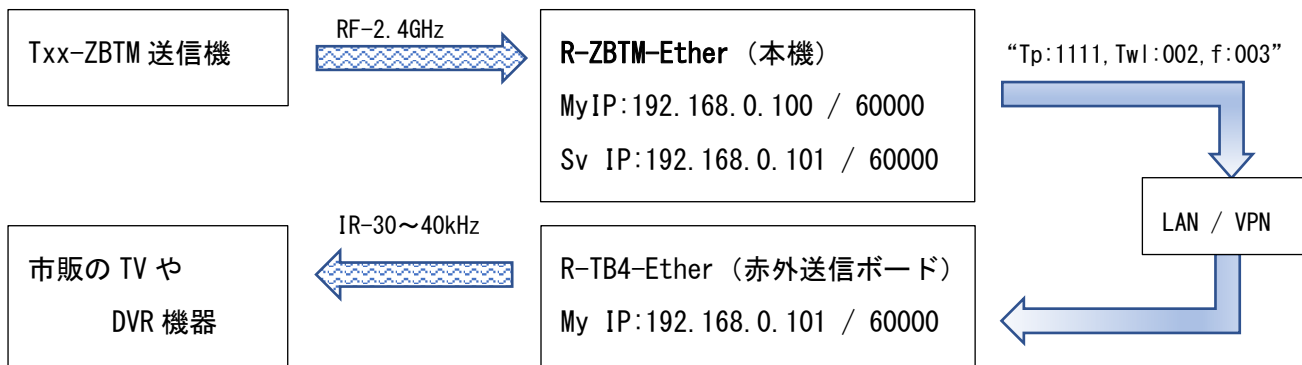 Txx-ZBTM 送信機
RF-2.4GHz
R-ZBTM-Ether（本機）
MyIP:192.168.0.100 / 60000
Sv IP:192.168.0.101 / 60000
“Tp:1111,Twl:002,f:003”
LAN / VPN
R-TB4-Ether（赤外送信ボード）
My IP:192.168.0.101 / 60000
IR-30～40kHz
市販の TV や
DVR 機器